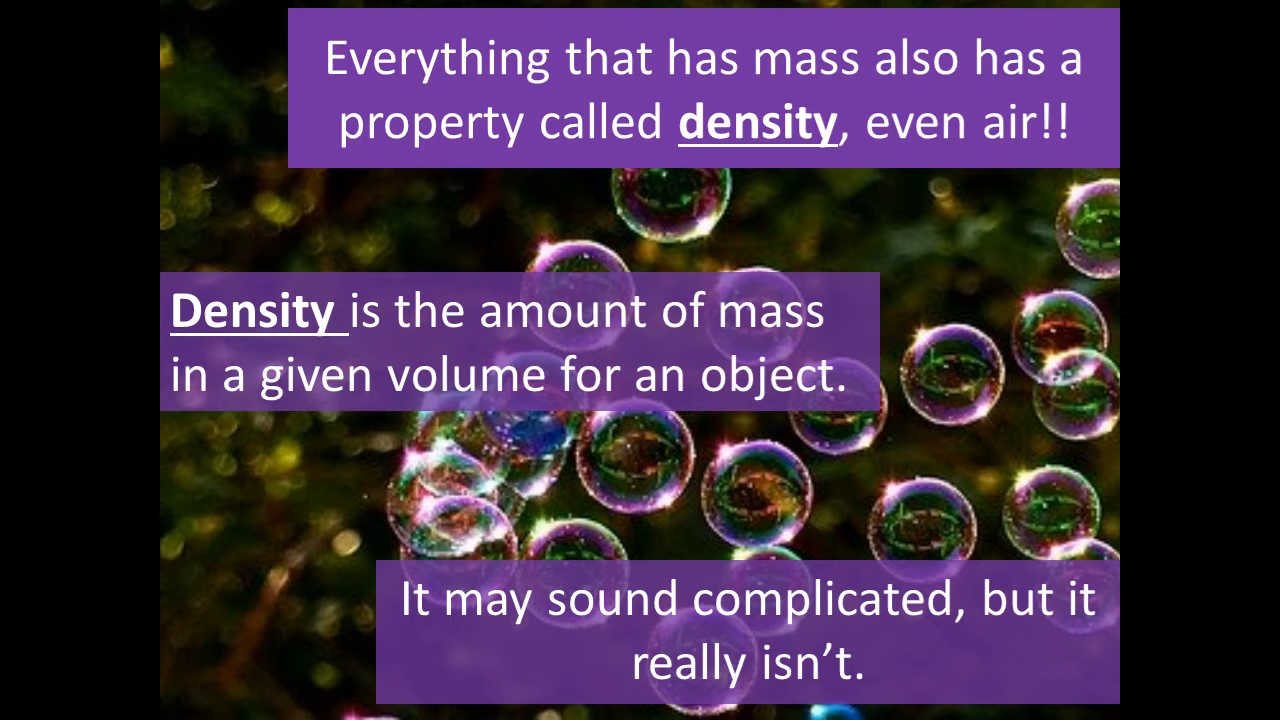 Everything that has mass also has a
property called density, even air!!
Density is the amount of mass
in a given volume for an object.
It may sound complicated, but it
really isn’t.